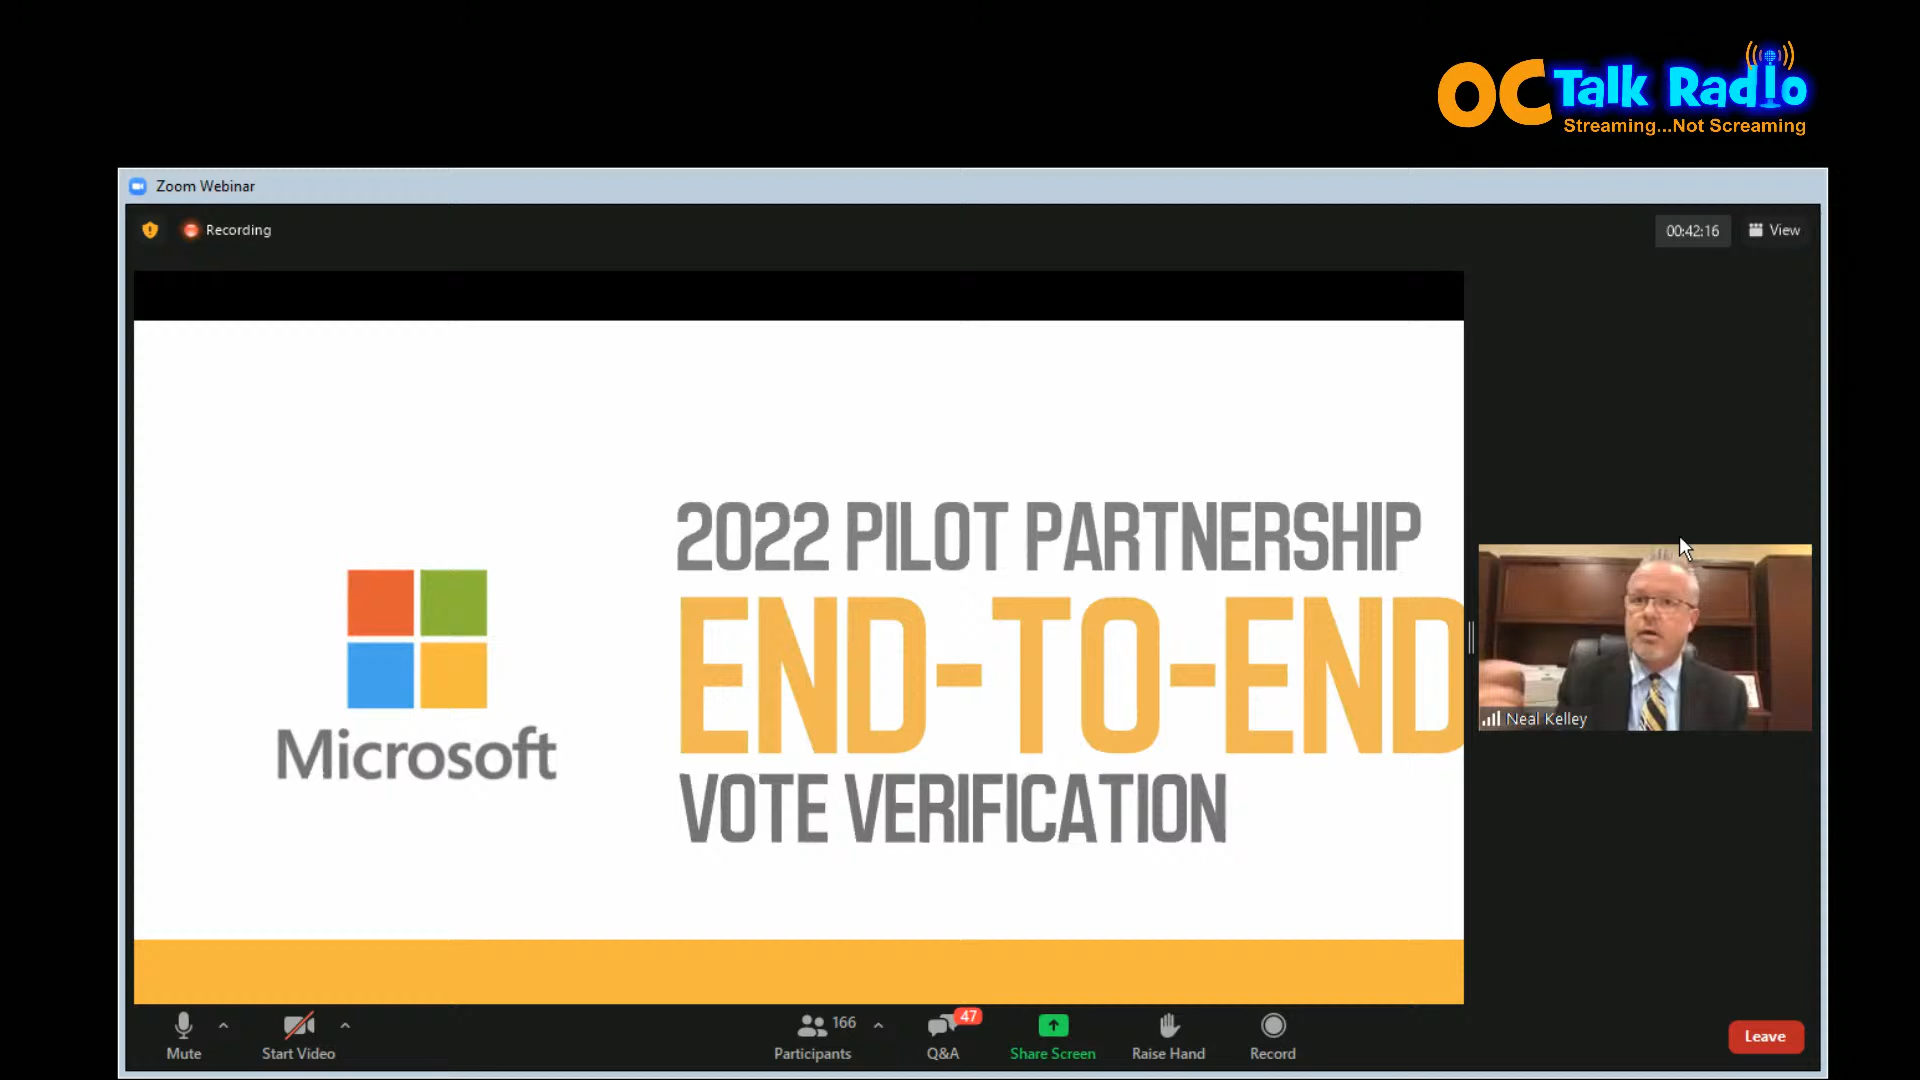 OC Talk Radio
Streaming...Not Screaming
Zoom Webinar
Recording
00:42:16
View
2022 PILOT PARTNERSHIP
END-TO-END
VOTE VERIFICATION
Microsoft
Neal Kelley
Mute
Start Video
166
Participants
47
Q&A
Share Screen
Raise Hand
Record
Leave